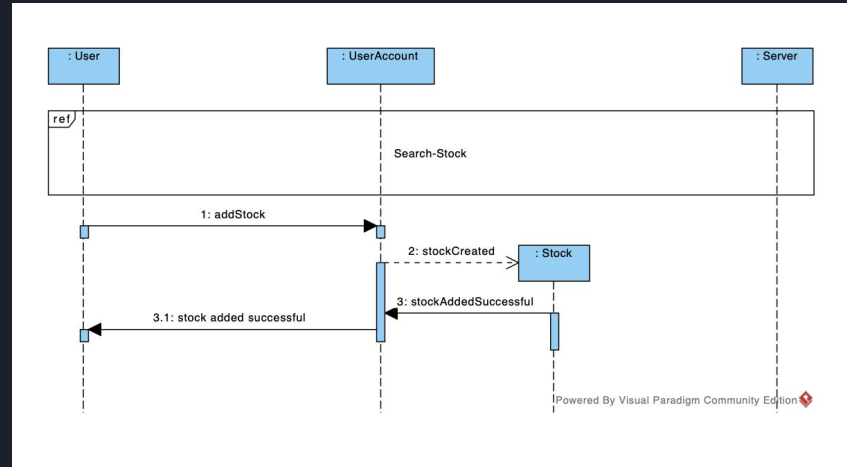 : User
: UserAccount
: Server
ref
Search-Stock
1: addStock
2: stockCreated
: Stock
3: stockAddedSuccessful
3.1: stock added successful
Powered By Visual Paradigm Community Edition